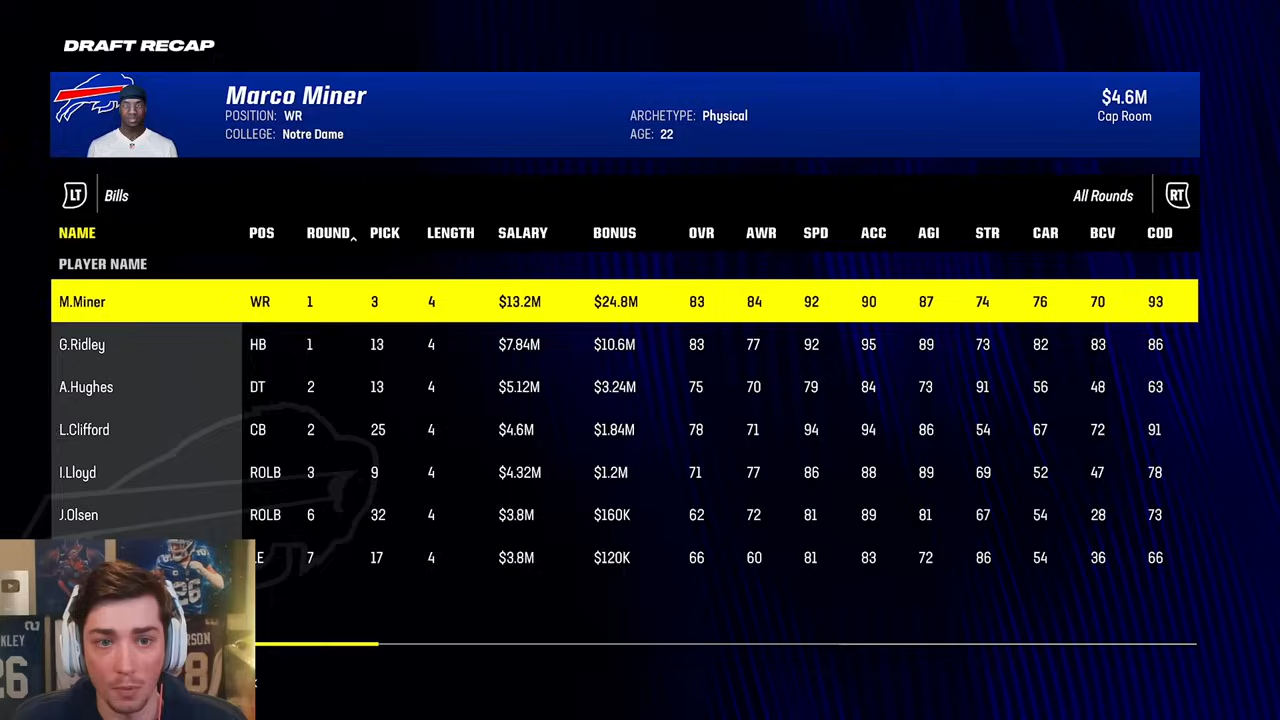 DRAFT RECAP
Marco Miner
POSITION: WR
COLLEGE: Notre Dame
ARCHETYPE: Physical
AGE: 22
$4.6M
Cap Room
LT Bills
All Rounds RT
NAME POS ROUND PICK LENGTH SALARY BONUS OVR AWR SPD ACC AGI STR CAR BCV COD
PLAYER NAME
M.Miner WR 1 3 4 $13.2M $24.8M 83 84 92 90 87 74 76 70 93
G.Ridley HB 1 13 4 $7.84M $10.6M 83 77 92 95 89 73 82 83 86
A.Hughes DT 2 13 4 $5.12M $3.24M 75 70 79 84 73 91 56 48 63
L.Clifford CB 2 25 4 $4.6M $1.84M 78 71 94 94 86 54 67 72 91
I.Lloyd ROLB 3 9 4 $4.32M $1.2M 71 77 86 88 89 69 52 47 78
J.Olsen ROLB 6 32 4 $3.8M $160K 62 72 81 89 81 67 54 28 73
LE 7 17 4 $3.8M $120K 66 60 81 83 72 86 54 36 66
26
KLEY
26
RSON
8